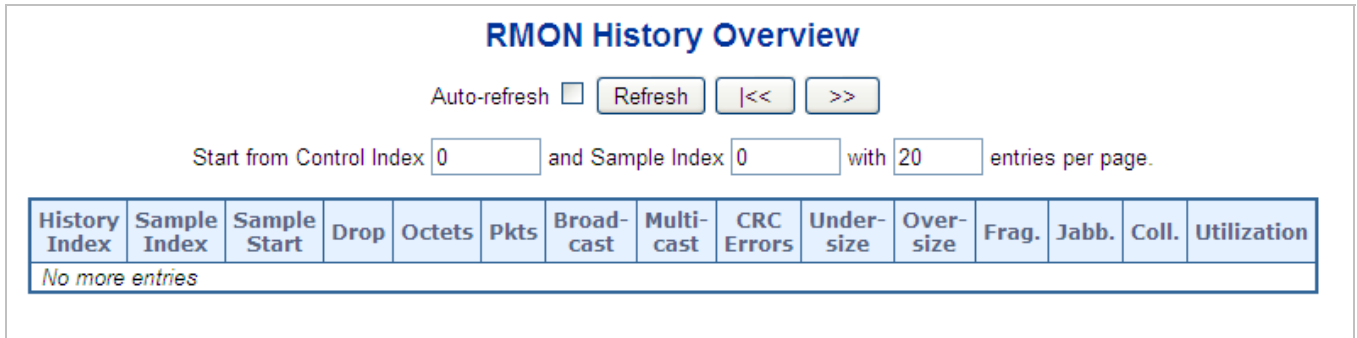 RMON History Overview
Auto-refresh Refresh |<< >>
Start from Control Index 0 and Sample Index 0 with 20 entries per page.
History Index Sample Index Sample Start Drop Octets Pkts Broad-cast Multi-cast CRC Errors Under-size Over-size Frag. Jabb. Coll. Utilization
No more entries